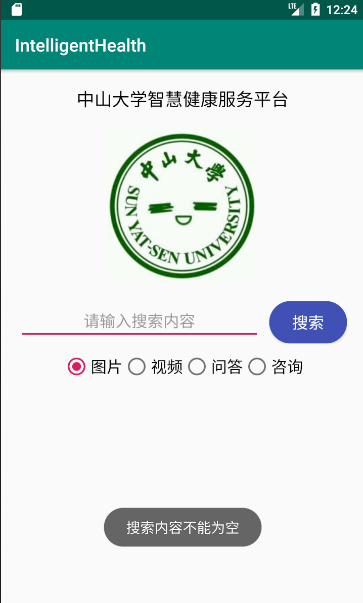 LTE 12:24
IntelligentHealth
中山大学智慧健康服务平台
中山大學
SUN YAT-SEN UNIVERSITY
请输入搜索内容
搜索
图片 视频 问答 咨询
搜索内容不能为空